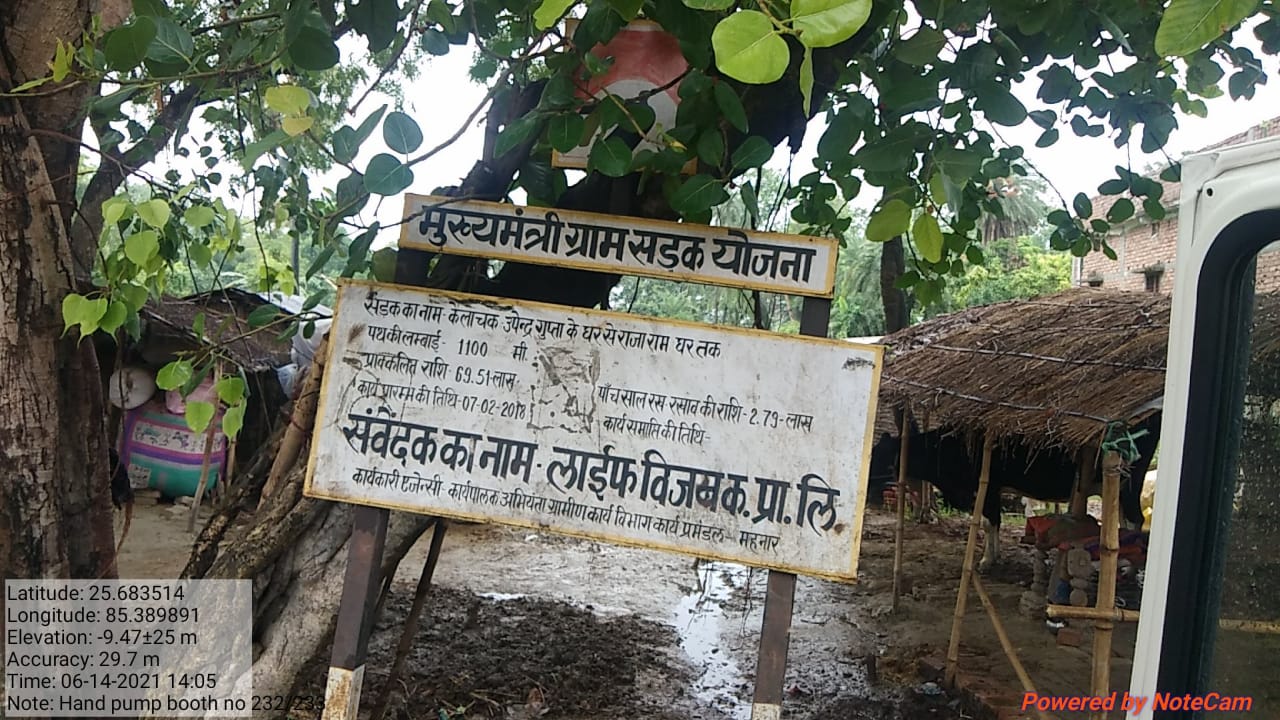 मुख्यमंत्री ग्राम सड़क योजना
सड़क का नाम- केलाचक उपेन्द्र गुप्ता के घर से राजा राम घर तक
पथ की लम्बाई- 1100 मी.
प्राक्कलित राशि- 69.51-लाख
पाँच साल रख रखाव की राशि- 2.79-लाख
कार्य प्रारम्भ की तिथि-07-02-2018
कार्य समाप्ति की तिथि-
संवेदक का नाम- लाईफ विजन क. प्रा. लि.
कार्यकारी एजेन्सी- कार्यपालक अभियंता ग्रामीण कार्य विभाग कार्य प्रमंडल- महनार
Latitude: 25.683514
Longitude: 85.389891
Elevation: -9.47±25 m
Accuracy: 29.7 m
Time: 06-14-2021 14:05
Note: Hand pump booth no 232/233
Powered by NoteCam